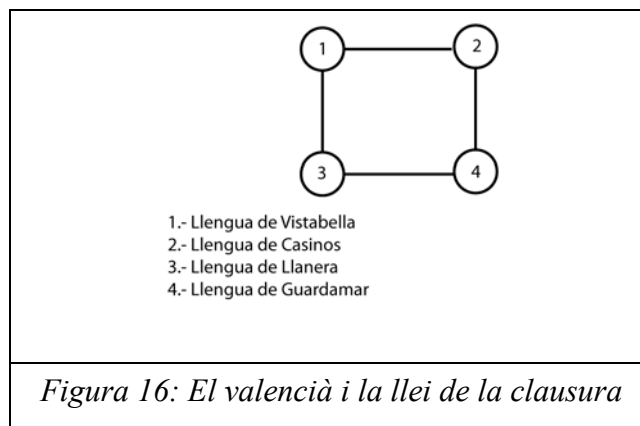 1 2
3 4
1.- Llengua de Vistabella
2.- Llengua de Casinos
3.- Llengua de Llanera
4.- Llengua de Guardamar
Figura 16: El valencià i la llei de la clausura